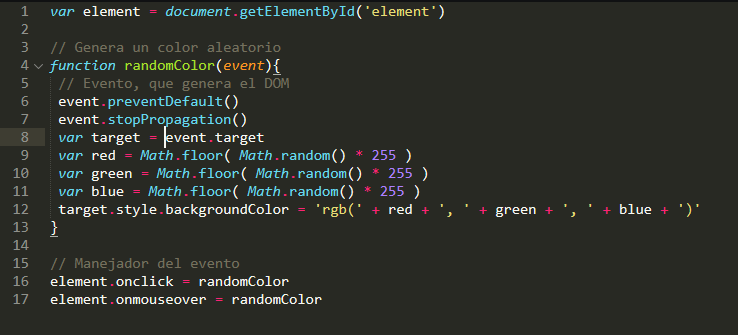 1 var element = document.getElementById('element')
2
3 // Genera un color aleatorio
4 function randomColor(event){
5 // Evento, que genera el DOM
6 event.preventDefault()
7 event.stopPropagation()
8 var target = event.target
9 var red = Math.floor( Math.random() * 255 )
10 var green = Math.floor( Math.random() * 255 )
11 var blue = Math.floor( Math.random() * 255 )
12 target.style.backgroundColor = 'rgb(' + red + ', ' + green + ', ' + blue + ')'
13 }
14
15 // Manejador del evento
16 element.onclick = randomColor
17 element.onmouseover = randomColor